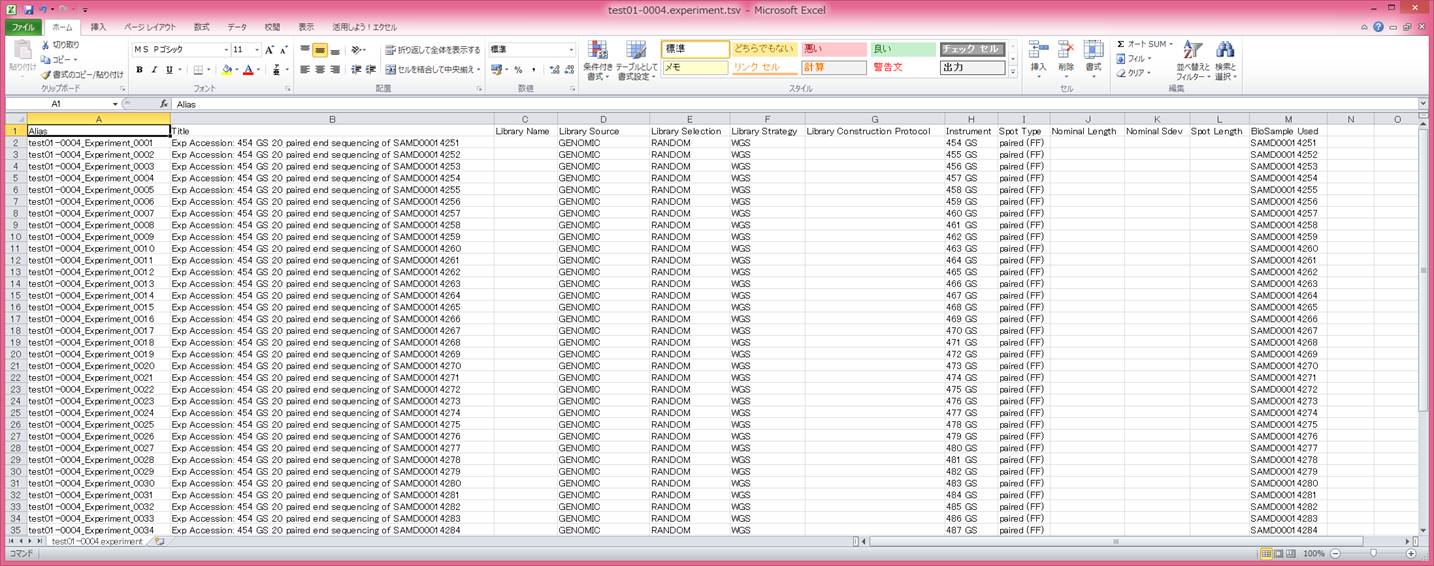 test01-0004.experiment.tsv - Microsoft Excel
ファイル ホーム 挿入 ページ レイアウト 数式 データ 校閲 表示 活用しよう！エクセル
貼り付け 切り取り コピー 書式のコピー/貼り付け クリップボード
ＭＳ Ｐゴシック 11 B I U フォント
折り返して全体を表示する セルを結合して中央揃え 配置
標準 % , 数値
条件付き書式 テーブルとして書式設定 標準 どちらでもない 悪い 良い チェック セル
メモ リンク セル 計算 警告文 出力 スタイル
挿入 削除 書式 セル
Σ オート SUM フィル クリア 並べ替えとフィルター 検索と選択 編集
A1 fx Alias
A B C D E F G H I J K L M N O
1 Alias Title Library Name Library Source Library Selection Library Strategy Library Construction Protocol Instrument Spot Type Nominal Length Nominal Sdev Spot Length BioSample Used
2 test01-0004_Experiment_0001 Exp Accession: 454 GS 20 paired end sequencing of SAMD00014251 GENOMIC RANDOM WGS 454 GS paired (FF) SAMD00014251
3 test01-0004_Experiment_0002 Exp Accession: 454 GS 20 paired end sequencing of SAMD00014252 GENOMIC RANDOM WGS 455 GS paired (FF) SAMD00014252
4 test01-0004_Experiment_0003 Exp Accession: 454 GS 20 paired end sequencing of SAMD00014253 GENOMIC RANDOM WGS 456 GS paired (FF) SAMD00014253
5 test01-0004_Experiment_0004 Exp Accession: 454 GS 20 paired end sequencing of SAMD00014254 GENOMIC RANDOM WGS 457 GS paired (FF) SAMD00014254
6 test01-0004_Experiment_0005 Exp Accession: 454 GS 20 paired end sequencing of SAMD00014255 GENOMIC RANDOM WGS 458 GS paired (FF) SAMD00014255
7 test01-0004_Experiment_0006 Exp Accession: 454 GS 20 paired end sequencing of SAMD00014256 GENOMIC RANDOM WGS 459 GS paired (FF) SAMD00014256
8 test01-0004_Experiment_0007 Exp Accession: 454 GS 20 paired end sequencing of SAMD00014257 GENOMIC RANDOM WGS 460 GS paired (FF) SAMD00014257
9 test01-0004_Experiment_0008 Exp Accession: 454 GS 20 paired end sequencing of SAMD00014258 GENOMIC RANDOM WGS 461 GS paired (FF) SAMD00014258
10 test01-0004_Experiment_0009 Exp Accession: 454 GS 20 paired end sequencing of SAMD00014259 GENOMIC RANDOM WGS 462 GS paired (FF) SAMD00014259
11 test01-0004_Experiment_0010 Exp Accession: 454 GS 20 paired end sequencing of SAMD00014260 GENOMIC RANDOM WGS 463 GS paired (FF) SAMD00014260
12 test01-0004_Experiment_0011 Exp Accession: 454 GS 20 paired end sequencing of SAMD00014261 GENOMIC RANDOM WGS 464 GS paired (FF) SAMD00014261
13 test01-0004_Experiment_0012 Exp Accession: 454 GS 20 paired end sequencing of SAMD00014262 GENOMIC RANDOM WGS 465 GS paired (FF) SAMD00014262
14 test01-0004_Experiment_0013 Exp Accession: 454 GS 20 paired end sequencing of SAMD00014263 GENOMIC RANDOM WGS 466 GS paired (FF) SAMD00014263
15 test01-0004_Experiment_0014 Exp Accession: 454 GS 20 paired end sequencing of SAMD00014264 GENOMIC RANDOM WGS 467 GS paired (FF) SAMD00014264
16 test01-0004_Experiment_0015 Exp Accession: 454 GS 20 paired end sequencing of SAMD00014265 GENOMIC RANDOM WGS 468 GS paired (FF) SAMD00014265
17 test01-0004_Experiment_0016 Exp Accession: 454 GS 20 paired end sequencing of SAMD00014266 GENOMIC RANDOM WGS 469 GS paired (FF) SAMD00014266
18 test01-0004_Experiment_0017 Exp Accession: 454 GS 20 paired end sequencing of SAMD00014267 GENOMIC RANDOM WGS 470 GS paired (FF) SAMD00014267
19 test01-0004_Experiment_0018 Exp Accession: 454 GS 20 paired end sequencing of SAMD00014268 GENOMIC RANDOM WGS 471 GS paired (FF) SAMD00014268
20 test01-0004_Experiment_0019 Exp Accession: 454 GS 20 paired end sequencing of SAMD00014269 GENOMIC RANDOM WGS 472 GS paired (FF) SAMD00014269
21 test01-0004_Experiment_0020 Exp Accession: 454 GS 20 paired end sequencing of SAMD00014270 GENOMIC RANDOM WGS 473 GS paired (FF) SAMD00014270
22 test01-0004_Experiment_0021 Exp Accession: 454 GS 20 paired end sequencing of SAMD00014271 GENOMIC RANDOM WGS 474 GS paired (FF) SAMD00014271
23 test01-0004_Experiment_0022 Exp Accession: 454 GS 20 paired end sequencing of SAMD00014272 GENOMIC RANDOM WGS 475 GS paired (FF) SAMD00014272
24 test01-0004_Experiment_0023 Exp Accession: 454 GS 20 paired end sequencing of SAMD00014273 GENOMIC RANDOM WGS 476 GS paired (FF) SAMD00014273
25 test01-0004_Experiment_0024 Exp Accession: 454 GS 20 paired end sequencing of SAMD00014274 GENOMIC RANDOM WGS 477 GS paired (FF) SAMD00014274
26 test01-0004_Experiment_0025 Exp Accession: 454 GS 20 paired end sequencing of SAMD00014275 GENOMIC RANDOM WGS 478 GS paired (FF) SAMD00014275
27 test01-0004_Experiment_0026 Exp Accession: 454 GS 20 paired end sequencing of SAMD00014276 GENOMIC RANDOM WGS 479 GS paired (FF) SAMD00014276
28 test01-0004_Experiment_0027 Exp Accession: 454 GS 20 paired end sequencing of SAMD00014277 GENOMIC RANDOM WGS 480 GS paired (FF) SAMD00014277
29 test01-0004_Experiment_0028 Exp Accession: 454 GS 20 paired end sequencing of SAMD00014278 GENOMIC RANDOM WGS 481 GS paired (FF) SAMD00014278
30 test01-0004_Experiment_0029 Exp Accession: 454 GS 20 paired end sequencing of SAMD00014279 GENOMIC RANDOM WGS 482 GS paired (FF) SAMD00014279
31 test01-0004_Experiment_0030 Exp Accession: 454 GS 20 paired end sequencing of SAMD00014280 GENOMIC RANDOM WGS 483 GS paired (FF) SAMD00014280
32 test01-0004_Experiment_0031 Exp Accession: 454 GS 20 paired end sequencing of SAMD00014281 GENOMIC RANDOM WGS 484 GS paired (FF) SAMD00014281
33 test01-0004_Experiment_0032 Exp Accession: 454 GS 20 paired end sequencing of SAMD00014282 GENOMIC RANDOM WGS 485 GS paired (FF) SAMD00014282
34 test01-0004_Experiment_0033 Exp Accession: 454 GS 20 paired end sequencing of SAMD00014283 GENOMIC RANDOM WGS 486 GS paired (FF) SAMD00014283
35 test01-0004_Experiment_0034 Exp Accession: 454 GS 20 paired end sequencing of SAMD00014284 GENOMIC RANDOM WGS 487 GS paired (FF) SAMD00014284
test01-0004.experiment
コマンド 100%